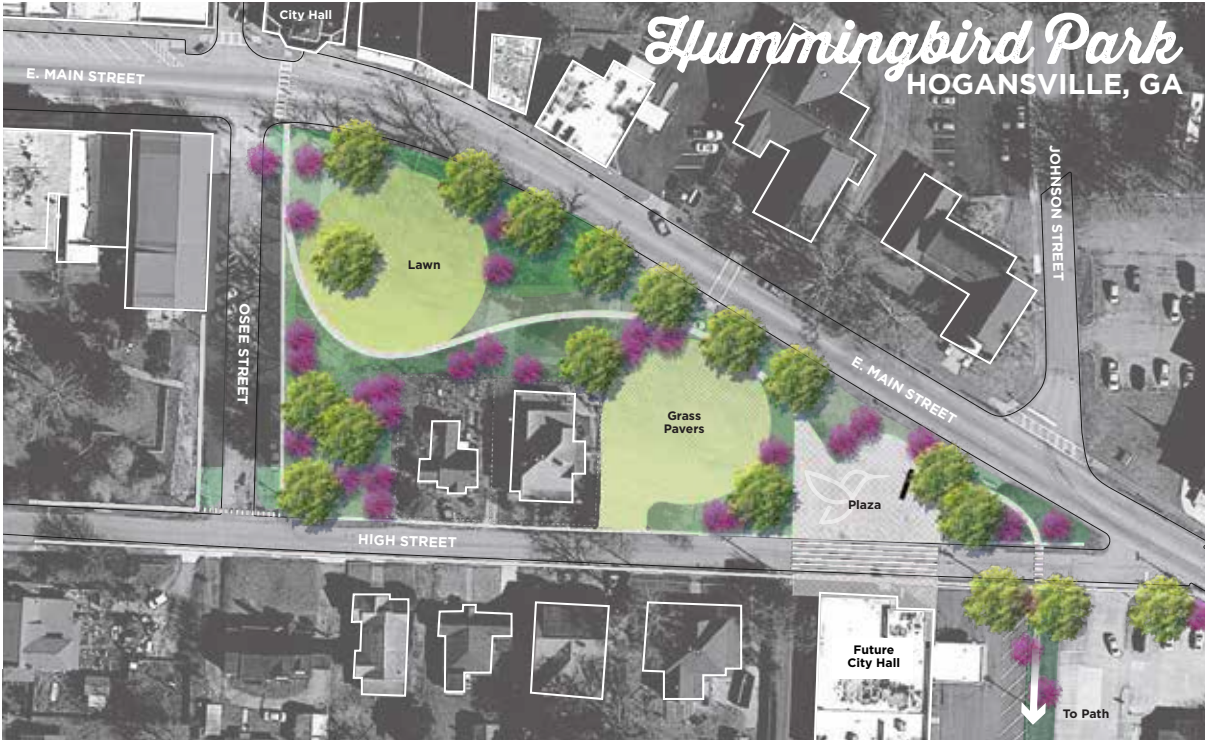 City Hall
Hummingbird Park
HOGANSVILLE, GA
E. MAIN STREET
JOHNSON STREET
Lawn
OSEE STREET
E. MAIN STREET
Grass
Pavers
Plaza
HIGH STREET
Future
City Hall
To Path